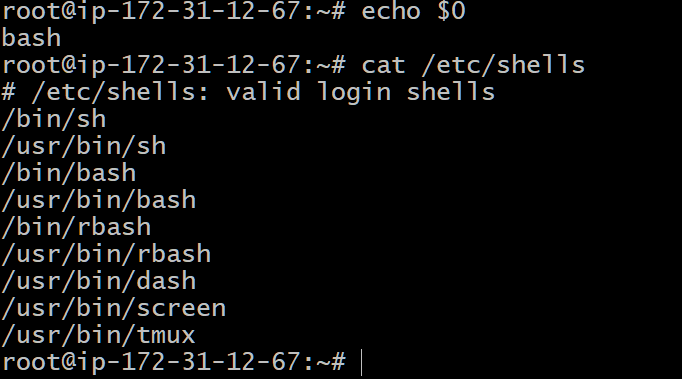 root@ip-172-31-12-67:~# echo $0
bash
root@ip-172-31-12-67:~# cat /etc/shells
# /etc/shells: valid login shells
/bin/sh
/usr/bin/sh
/bin/bash
/usr/bin/bash
/bin/rbash
/usr/bin/rbash
/usr/bin/dash
/usr/bin/screen
/usr/bin/tmux
root@ip-172-31-12-67:~#